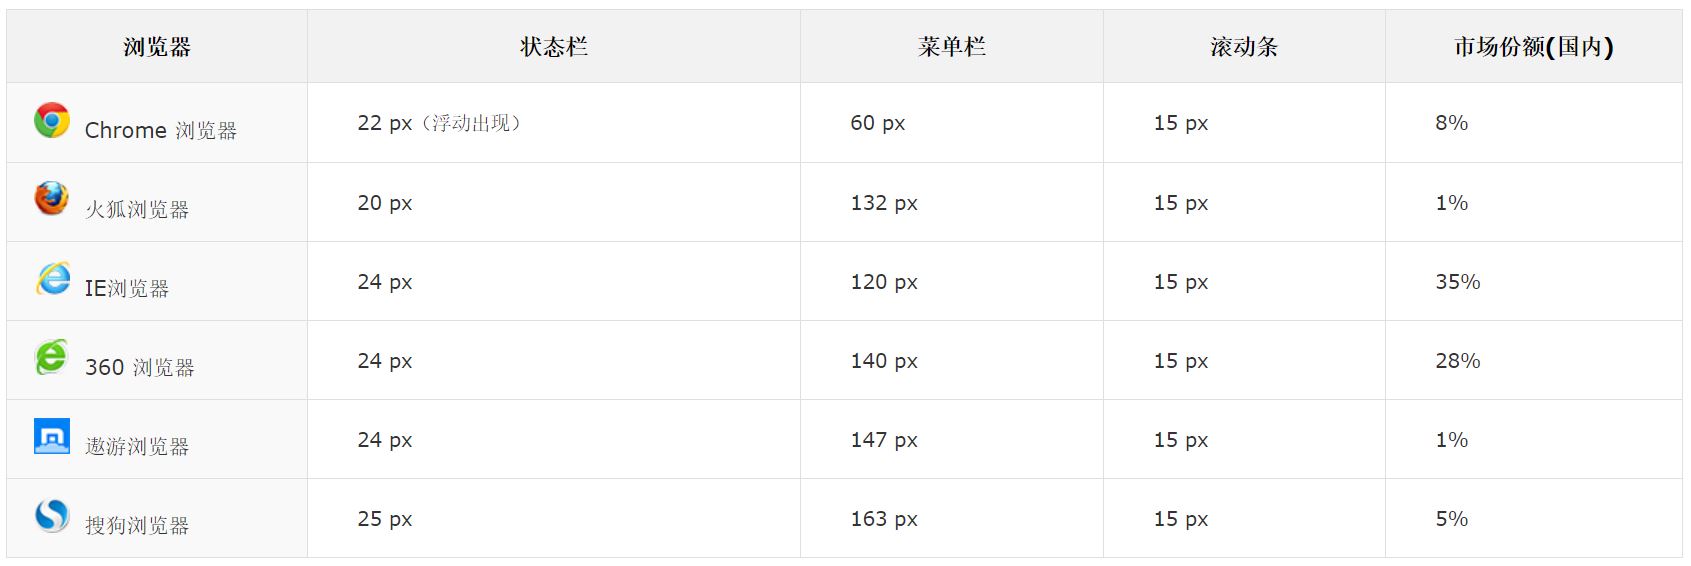 浏览器 状态栏 菜单栏 滚动条 市场份额(国内)
Chrome 浏览器 22 px（浮动出现） 60 px 15 px 8%
火狐浏览器 20 px 132 px 15 px 1%
IE浏览器 24 px 120 px 15 px 35%
360 浏览器 24 px 140 px 15 px 28%
遨游浏览器 24 px 147 px 15 px 1%
搜狗浏览器 25 px 163 px 15 px 5%